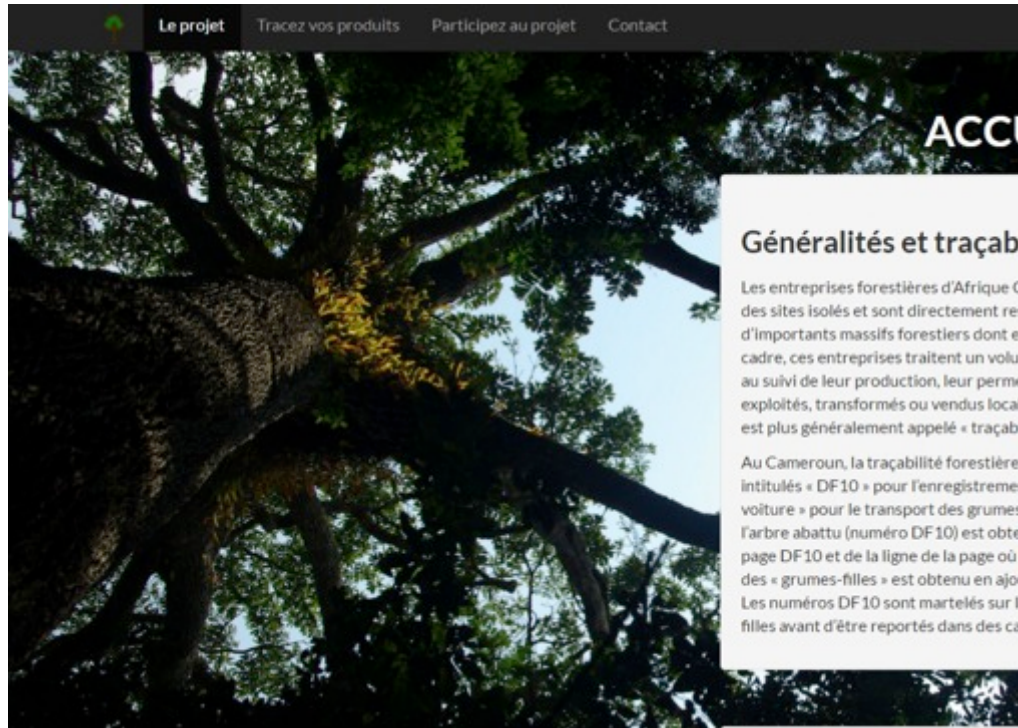 Le projet Tracez vos produits Participez au projet Contact
ACCU
Généralités et traçab
Les entreprises forestières d'Afrique C
des sites isolés et sont directement re
d'importants massifs forestiers dont e
cadre, ces entreprises traitent un volu
au suivi de leur production, leur perme
exploités, transformés ou vendus loca
est plus généralement appelé « traçab
Au Cameroun, la traçabilité forestière
intitulés « DF10 » pour l'enregistreme
voiture » pour le transport des grumes
l'arbre abattu (numéro DF10) est obte
page DF10 et de la ligne de la page où
des « grumes-filles » est obtenu en ajo
Les numéros DF10 sont martelés sur l
filles avant d'être reportés dans des ca